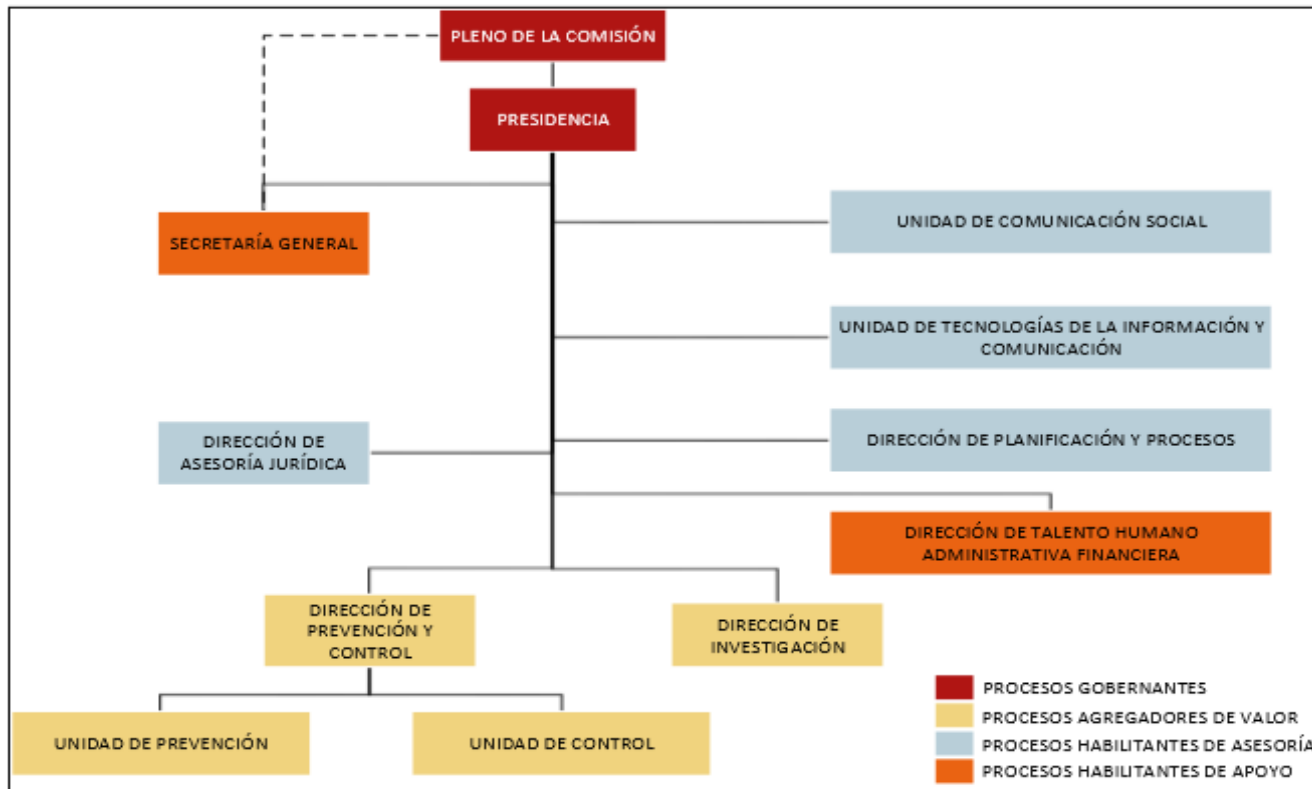 PLENO DE LA COMISIÓN
PRESIDENCIA
SECRETARÍA GENERAL
UNIDAD DE COMUNICACIÓN SOCIAL
UNIDAD DE TECNOLOGÍAS DE LA INFORMACIÓN Y
COMUNICACIÓN
DIRECCIÓN DE
ASESORÍA JURÍDICA
DIRECCIÓN DE PLANIFICACIÓN Y PROCESOS
DIRECCIÓN DE TALENTO HUMANO
ADMINISTRATIVA FINANCIERA
DIRECCIÓN DE
PREVENCIÓN Y
CONTROL
DIRECCIÓN DE
INVESTIGACIÓN
UNIDAD DE PREVENCIÓN
UNIDAD DE CONTROL
PROCESOS GOBERNANTES
PROCESOS AGREGADORES DE VALOR
PROCESOS HABILITANTES DE ASESORÍA
PROCESOS HABILITANTES DE APOYO